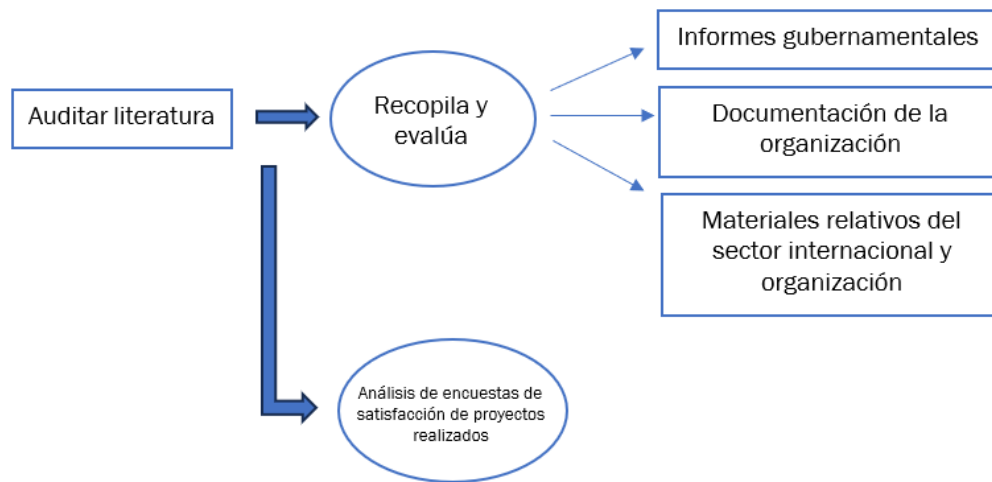 Auditar literatura
Recopila y
evalúa
Informes gubernamentales
Documentación de la
organización
Materiales relativos del
sector internacional y
organización
Análisis de encuestas de
satisfacción de proyectos
realizados